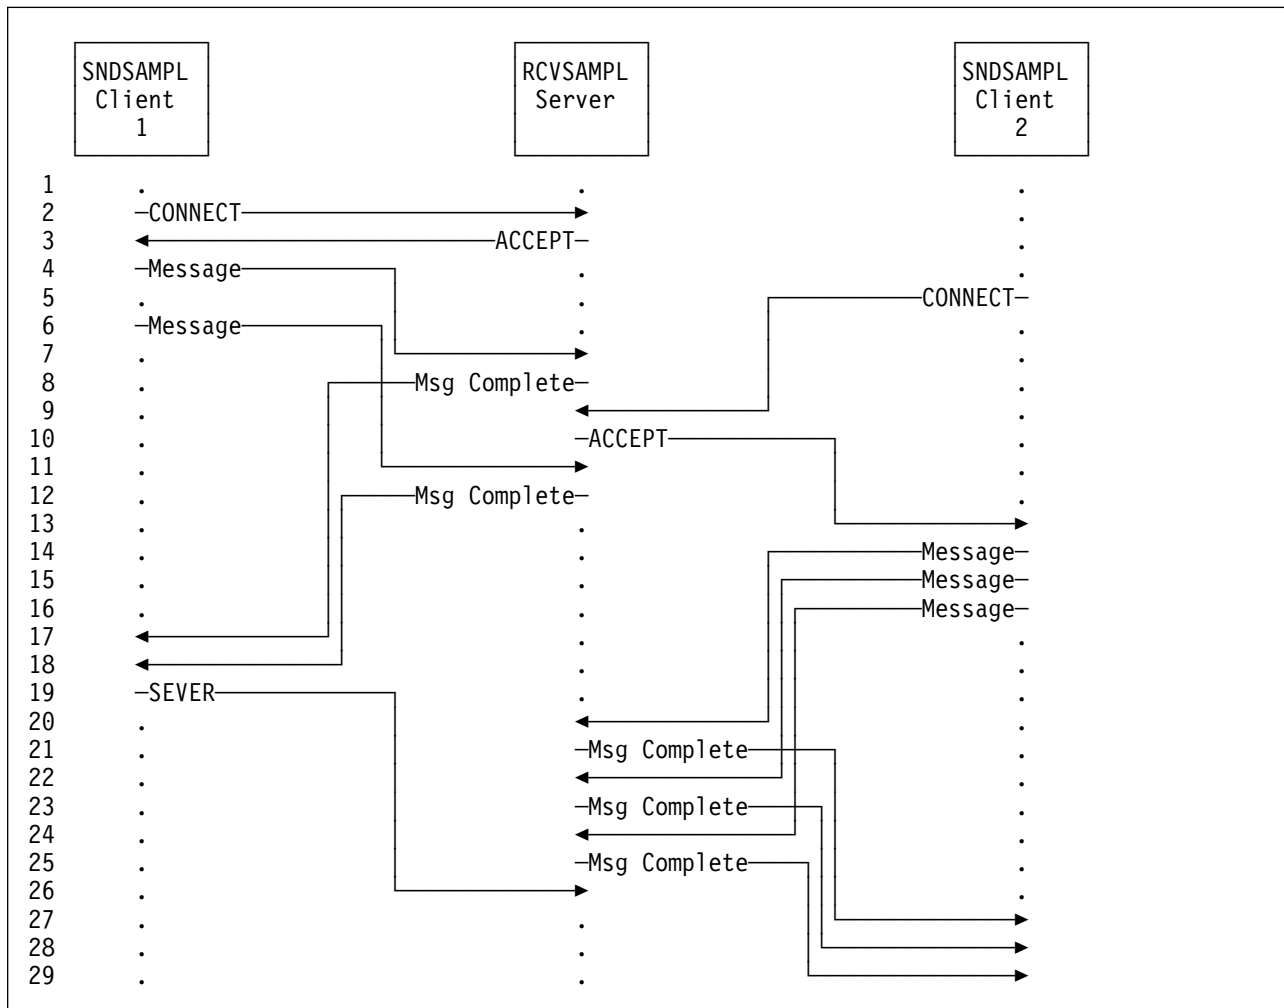 SNDSAMPL RCVSAMPL SNDSAMPL
Client Server Client
1 2
1
2 CONNECT
3 ACCEPT
4 Message
5 CONNECT
6 Message
7
8 Msg Complete
9
10 ACCEPT
11
12 Msg Complete
13
14 Message
15 Message
16 Message
17
18
19 SEVER
20
21 Msg Complete
22
23 Msg Complete
24
25 Msg Complete
26
27
28
29